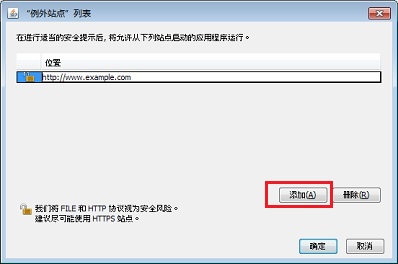 “例外站点” 列表
在进行适当的安全提示后，将允许从下列站点启动的应用程序运行。
位置
http://www.example.com
添加(A)
删除(R)
我们将 FILE 和 HTTP 协议视为安全风险。
建议尽可能使用 HTTPS 站点。
确定
取消